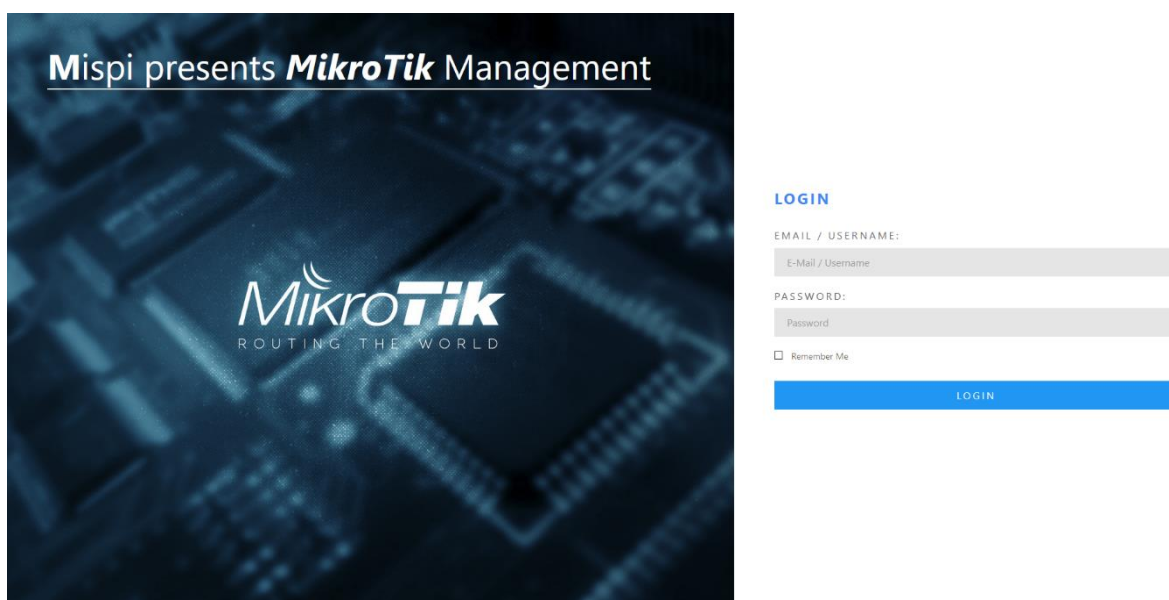 Mispi presents MikroTik Management
MikroTik
ROUTING THE WORLD
LOGIN
EMAIL / USERNAME:
E-Mail / Username
PASSWORD:
Password
Remember Me
LOGIN